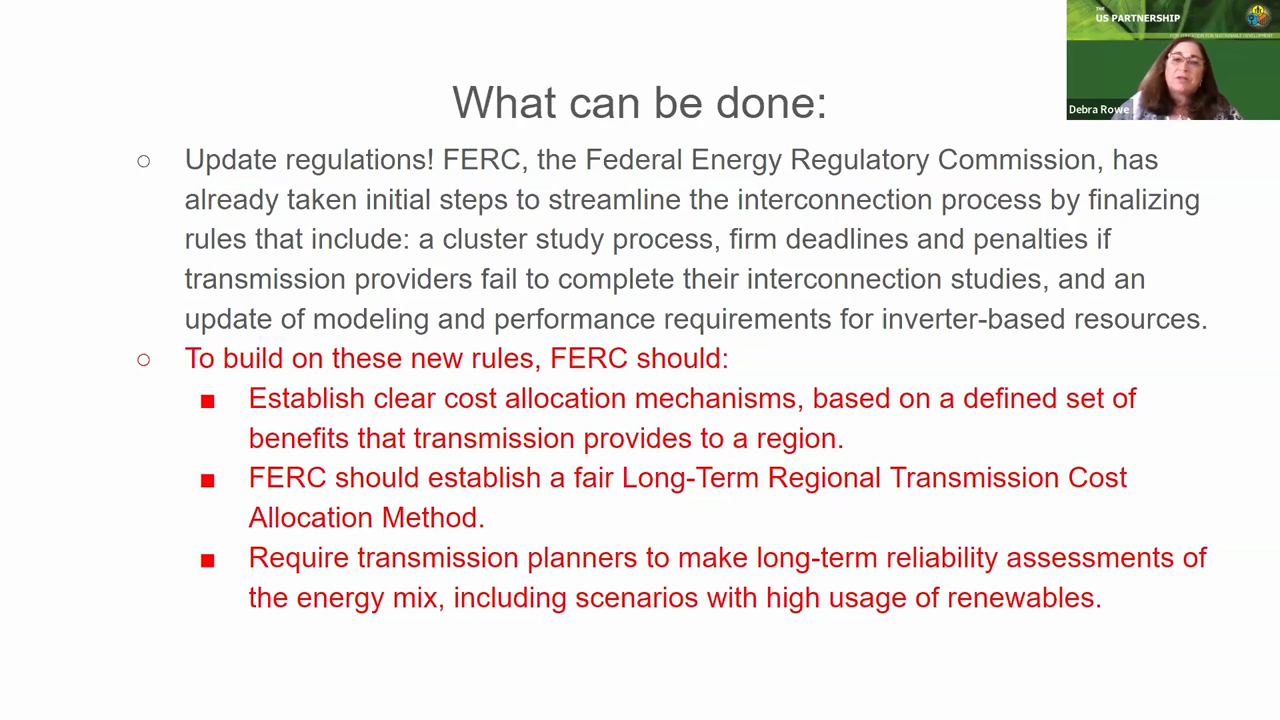 THE
US PARTNERSHIP
FOR EDUCATION FOR SUSTAINABLE DEVELOPMENT
Debra Rowe
What can be done:
○ Update regulations! FERC, the Federal Energy Regulatory Commission, has
already taken initial steps to streamline the interconnection process by finalizing
rules that include: a cluster study process, firm deadlines and penalties if
transmission providers fail to complete their interconnection studies, and an
update of modeling and performance requirements for inverter-based resources.
○ To build on these new rules, FERC should:
■ Establish clear cost allocation mechanisms, based on a defined set of
benefits that transmission provides to a region.
■ FERC should establish a fair Long-Term Regional Transmission Cost
Allocation Method.
■ Require transmission planners to make long-term reliability assessments of
the energy mix, including scenarios with high usage of renewables.